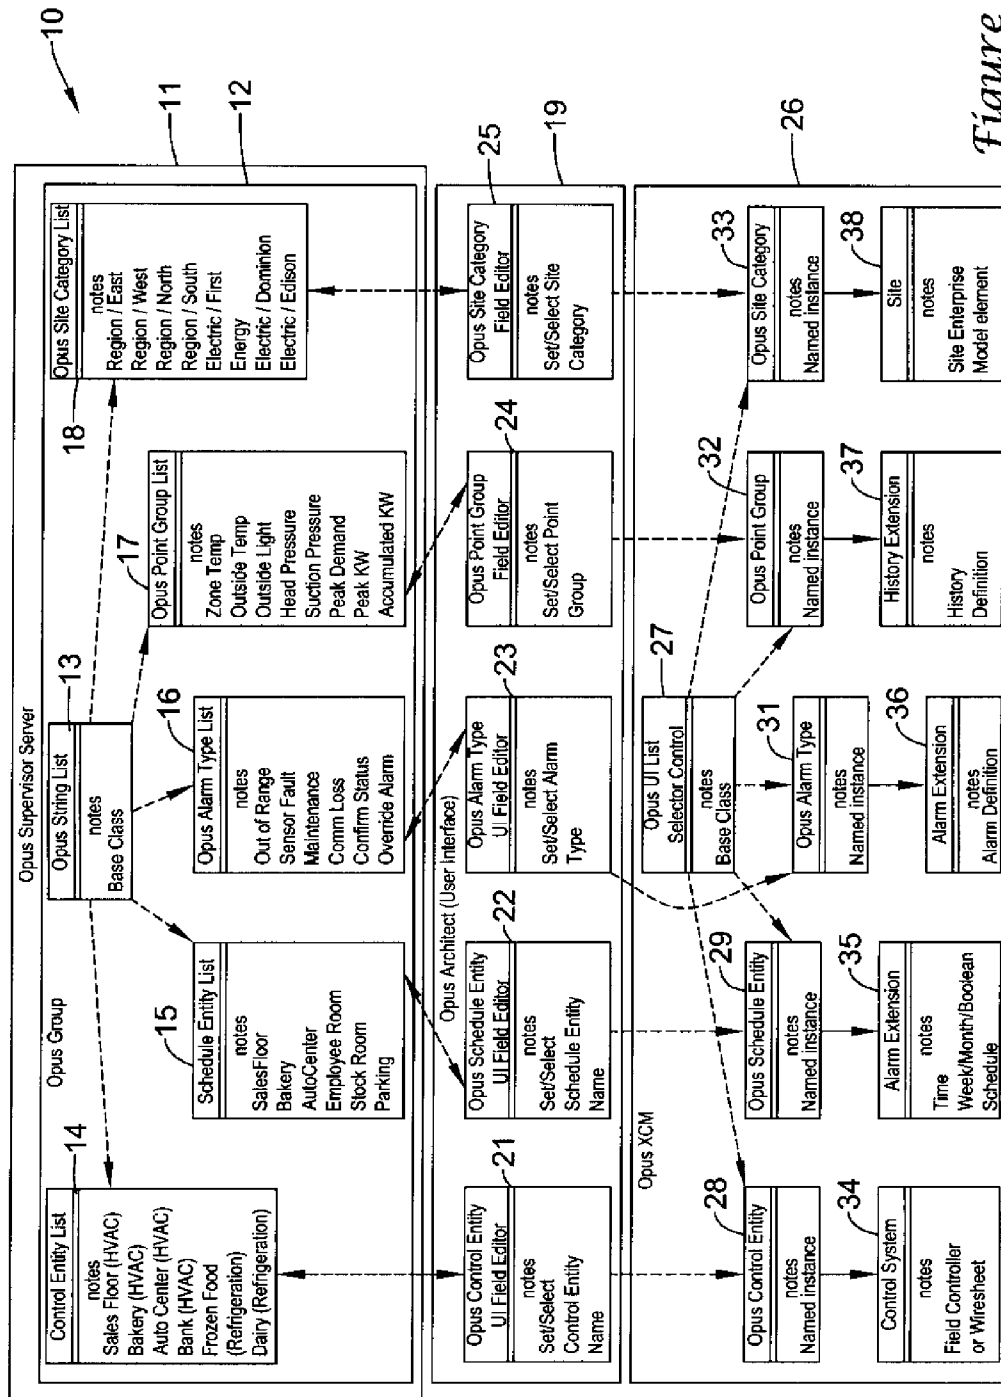 10
Opus Supervisor Server
11
Opus Group
12
Opus String List
13
notes
Base Class
Control Entity List
14
notes
Sales Floor (HVAC)
Bakery (HVAC)
Auto Center (HVAC)
Bank (HVAC)
Frozen Food
(Refrigeration)
Dairy (Refrigeration)
Schedule Entity List
15
notes
SalesFloor
Bakery
AutoCenter
Employee Room
Stock Room
Parking
Opus Alarm Type List
16
notes
Out of Range
Sensor Fault
Maintenance
Comm Loss
Confirm Status
Override Alarm
Opus Point Group List
17
notes
Zone Temp
Outside Temp
Outside Light
Head Pressure
Suction Pressure
Peak Demand
Peak KW
Accumulated KW
Opus Site Category List
18
notes
Region / East
Region / West
Region / North
Region / South
Electric / First
Energy
Electric / Dominion
Electric / Edison
Opus Architect (User Interface)
19
Opus Control Entity
UI Field Editor
21
notes
Set/Select
Control Entity
Name
Opus Schedule Entity
UI Field Editor
22
notes
Set/Select
Schedule Entity
Name
Opus Alarm Type
UI Field Editor
23
notes
Set/Select Alarm
Type
Opus Point Group
Field Editor
24
notes
Set/Select Point
Group
Opus Site Category
Field Editor
25
notes
Set/Select Site
Category
Opus XCM
26
Opus UI List
Selector Control
27
notes
Base Class
Opus Control Entity
28
notes
Named instance
Opus Schedule Entity
29
notes
Named instance
Opus Alarm Type
31
notes
Named instance
Opus Point Group
32
notes
Named instance
Opus Site Category
33
notes
Named instance
Control System
34
notes
Field Controller
or Wiresheet
Alarm Extension
35
notes
Time
Week/Month/Boolean
Schedule
Alarm Extension
36
notes
Alarm Definition
History Extension
37
notes
History
Definition
Site
38
notes
Site Enterprise
Model element
Figure